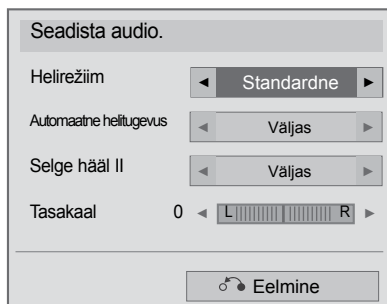 Seadista audio.
Helirežiim ◄ Standardne ►
Automaatne helitugevus ◄ Väljas ►
Selge hääl II ◄ Väljas ►
Tasakaal 0 ◄ L R ►
Eelmine